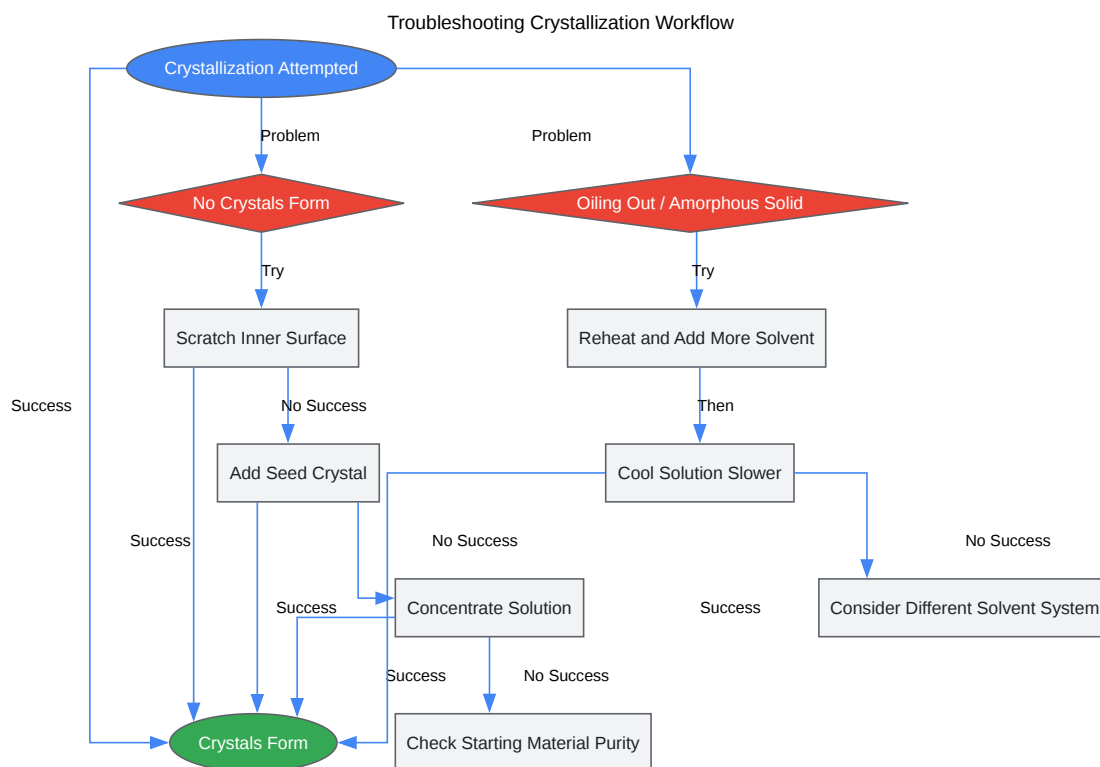 Troubleshooting Crystallization Workflow
Crystallization Attempted
Problem
Problem
No Crystals Form
Oiling Out / Amorphous Solid
Try
Try
Scratch Inner Surface
Reheat and Add More Solvent
Success
No Success
Then
Add Seed Crystal
Cool Solution Slower
Success
No Success
No Success
Success
Concentrate Solution
Success
Consider Different Solvent System
Success
No Success
Crystals Form
Check Starting Material Purity